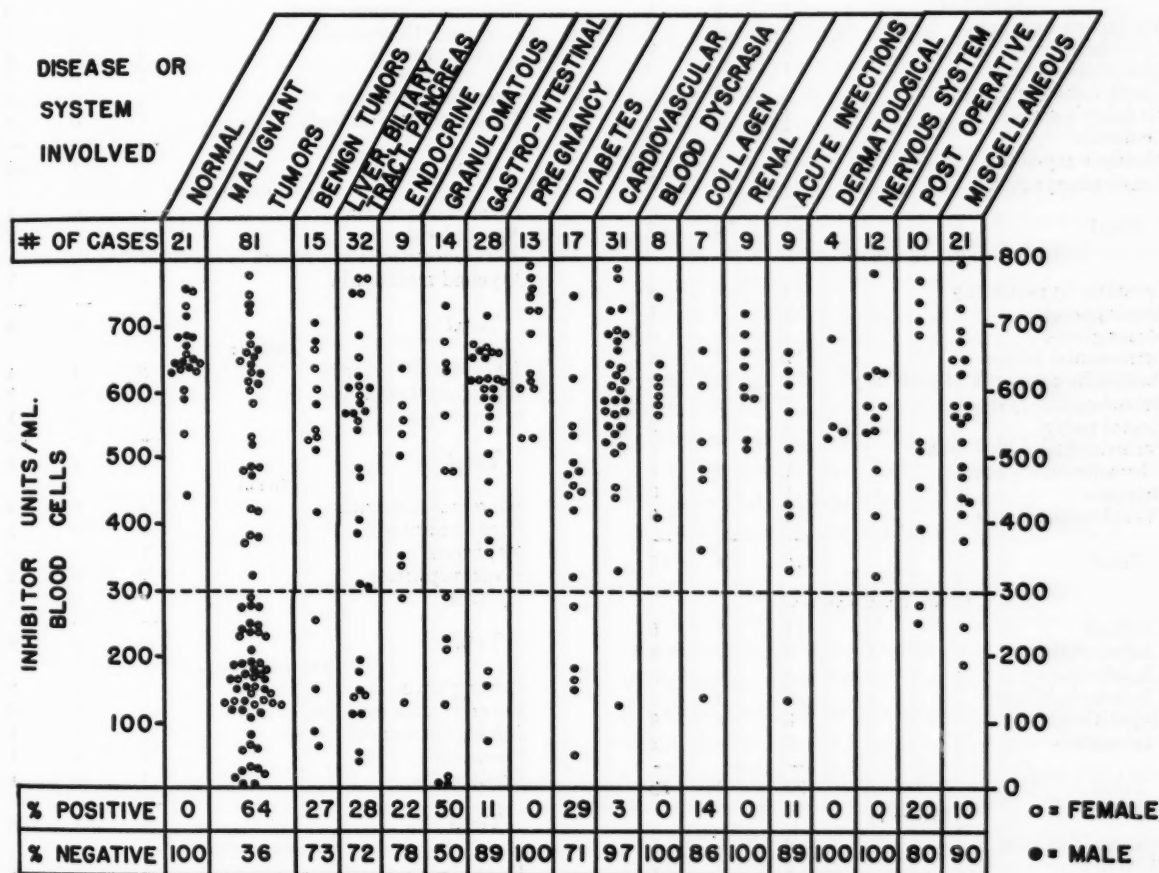 DISEASE OR
SYSTEM
INVOLVED
NORMAL
MALIGNANT
TUMORS
BENIGN TUMORS
LIVER, BILIARY
TRACT, PANCREAS
ENDOCRINE
GRANULOMATOUS
GASTRO-INTESTINAL
PREGNANCY
DIABETES
CARDIOVASCULAR
BLOOD DYSCRASIA
COLLAGEN
RENAL
ACUTE INFECTIONS
DERMATOLOGICAL
NERVOUS SYSTEM
POST OPERATIVE
MISCELLANEOUS
# OF CASES 21 81 15 32 9 14 28 13 17 31 8 7 9 9 4 12 10 21
800
700 700
600 600
500 500
400 400
300 300
200 200
100 100
0
INHIBITOR UNITS/ML.
BLOOD CELLS
% POSITIVE 0 64 27 28 22 50 11 0 29 3 0 14 0 11 0 0 20 10 o = FEMALE
% NEGATIVE 100 36 73 72 78 50 89 100 71 97 100 86 100 89 100 100 80 90 ● = MALE